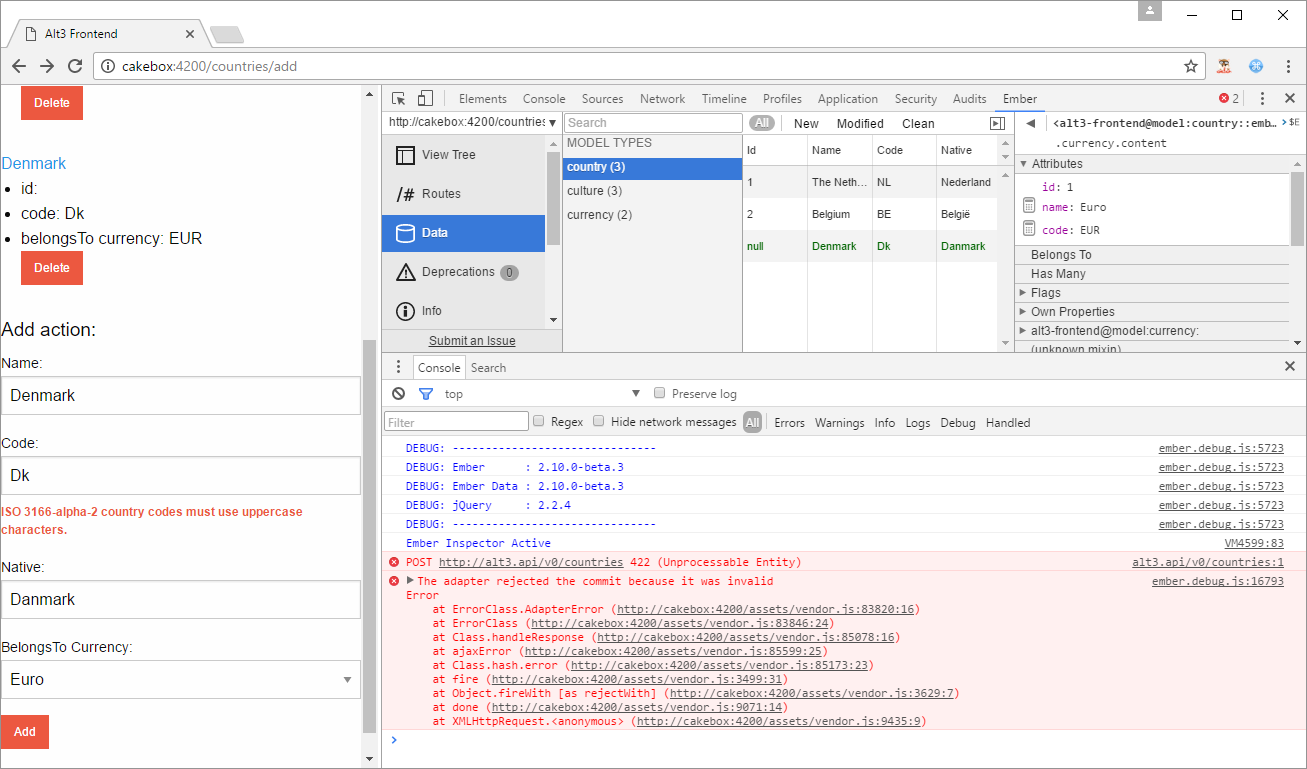 Alt3 Frontend
cakebox:4200/countries/add
Delete
Denmark
id:
code: Dk
belongsTo currency: EUR
Delete
Add action:
Name:
Denmark
Code:
Dk
ISO 3166-alpha-2 country codes must use uppercase
characters.
Native:
Danmark
BelongsTo Currency:
Euro
Add
Elements Console Sources Network Timeline Profiles Application Security Audits Ember 2
http://cakebox:4200/countries
View Tree
/# Routes
Data
Deprecations 0
Info
Submit an Issue
Search All New Modified Clean
MODEL TYPES
country (3)
culture (3)
currency (2)
Id Name Code Native
1 The Neth... NL Nederland
2 Belgium BE België
null Denmark Dk Danmark
<alt3-frontend@model:country::emb… $E
.currency.content
Attributes
id: 1
name: Euro
code: EUR
Belongs To
Has Many
Flags
Own Properties
alt3-frontend@model:currency:
(unknown mixin)
Console Search
top Preserve log
Filter Regex Hide network messages All Errors Warnings Info Logs Debug Handled
DEBUG: ------------------------------- ember.debug.js:5723
DEBUG: Ember : 2.10.0-beta.3 ember.debug.js:5723
DEBUG: Ember Data : 2.10.0-beta.3 ember.debug.js:5723
DEBUG: jQuery : 2.2.4 ember.debug.js:5723
DEBUG: ------------------------------- ember.debug.js:5723
Ember Inspector Active VM4599:83
POST http://alt3.api/v0/countries 422 (Unprocessable Entity) alt3.api/v0/countries:1
The adapter rejected the commit because it was invalid ember.debug.js:16793
Error
at ErrorClass.AdapterError (http://cakebox:4200/assets/vendor.js:83820:16)
at ErrorClass (http://cakebox:4200/assets/vendor.js:83846:24)
at Class.handleResponse (http://cakebox:4200/assets/vendor.js:85078:16)
at ajaxError (http://cakebox:4200/assets/vendor.js:85599:25)
at Class.hash.error (http://cakebox:4200/assets/vendor.js:85173:23)
at fire (http://cakebox:4200/assets/vendor.js:3499:31)
at Object.fireWith [as rejectWith] (http://cakebox:4200/assets/vendor.js:3629:7)
at done (http://cakebox:4200/assets/vendor.js:9071:14)
at XMLHttpRequest.<anonymous> (http://cakebox:4200/assets/vendor.js:9435:9)